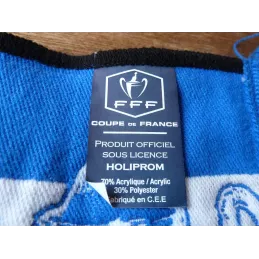 FFF
COUPE DE FRANCE
PRODUIT OFFICIEL
SOUS LICENCE
HOLIPROM
70% Acrylique / Acrylic
30% Polyester
Fabriqué en C.E.E